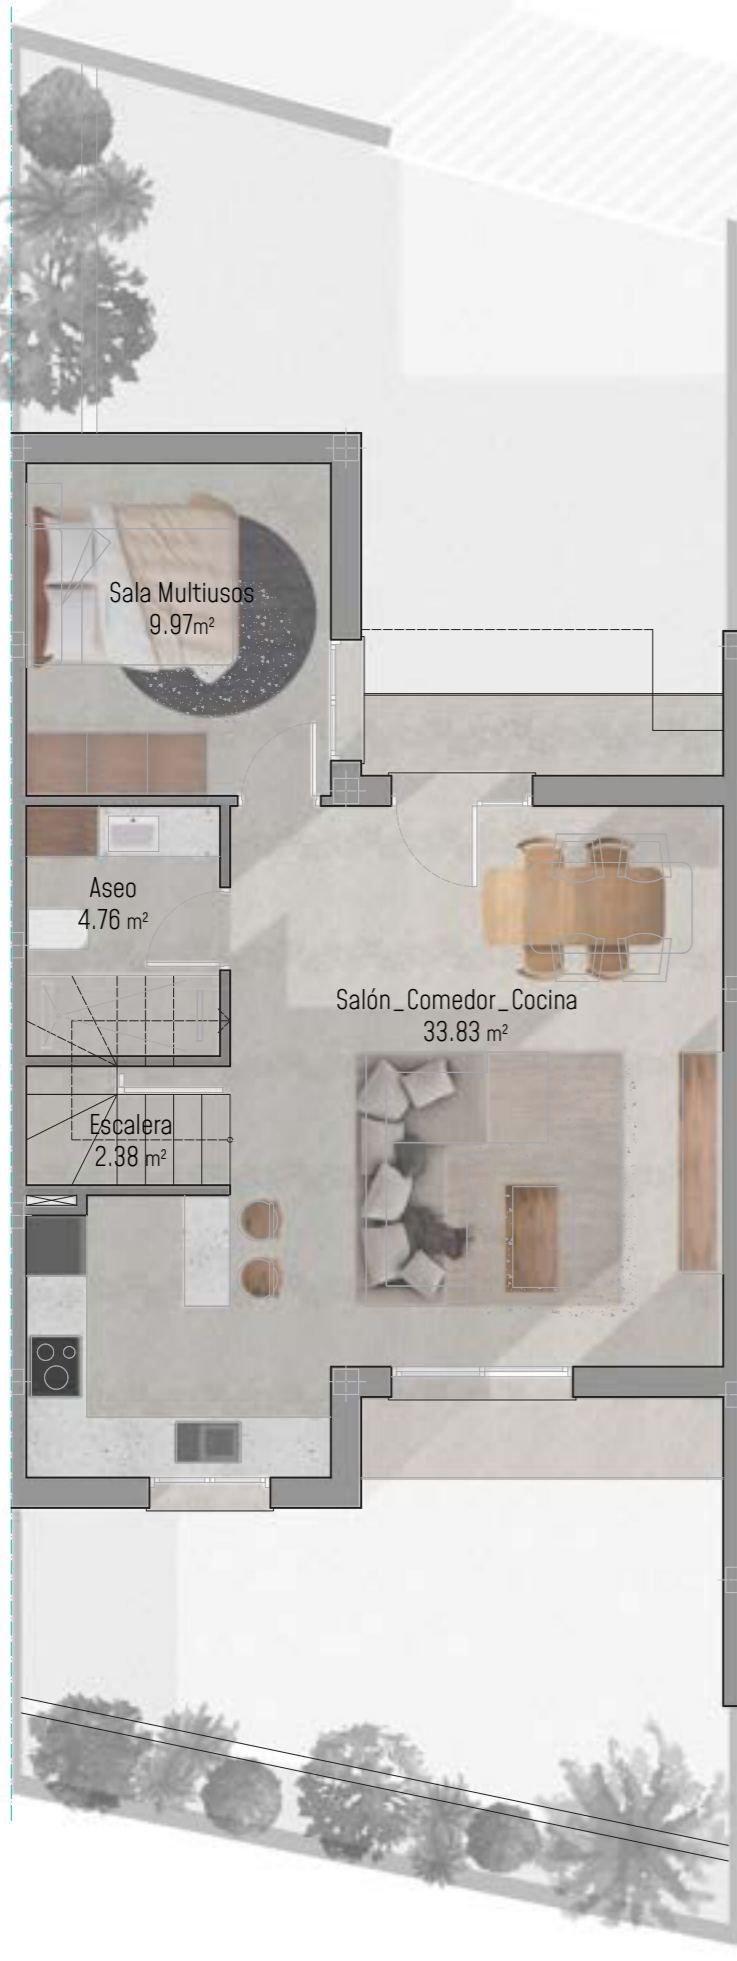 Sala Multiusos
9.97m²
Aseo
4.76 m²
Salón_Comedor_Cocina
33.83 m²
Escalera
2.38 m²